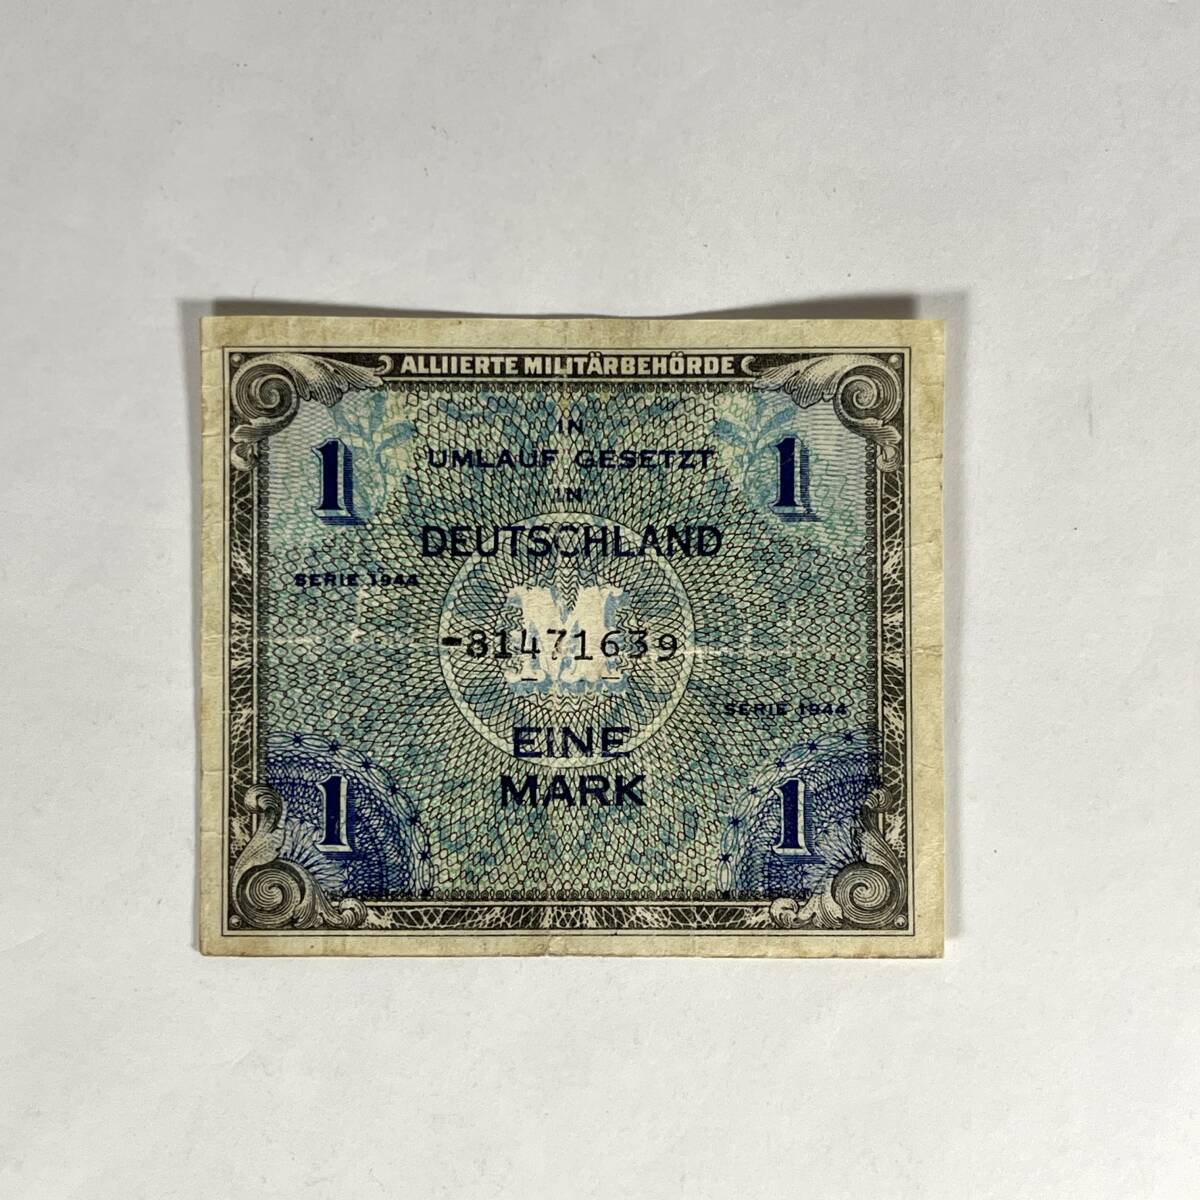 ALLIIERTE MILITÄRBEHÖRDE
IN
1 UMLAUF GESETZT 1
IN
DEUTSCHLAND
SERIE 1944
M
-81471639
SERIE 1944
EINE
1 MARK 1